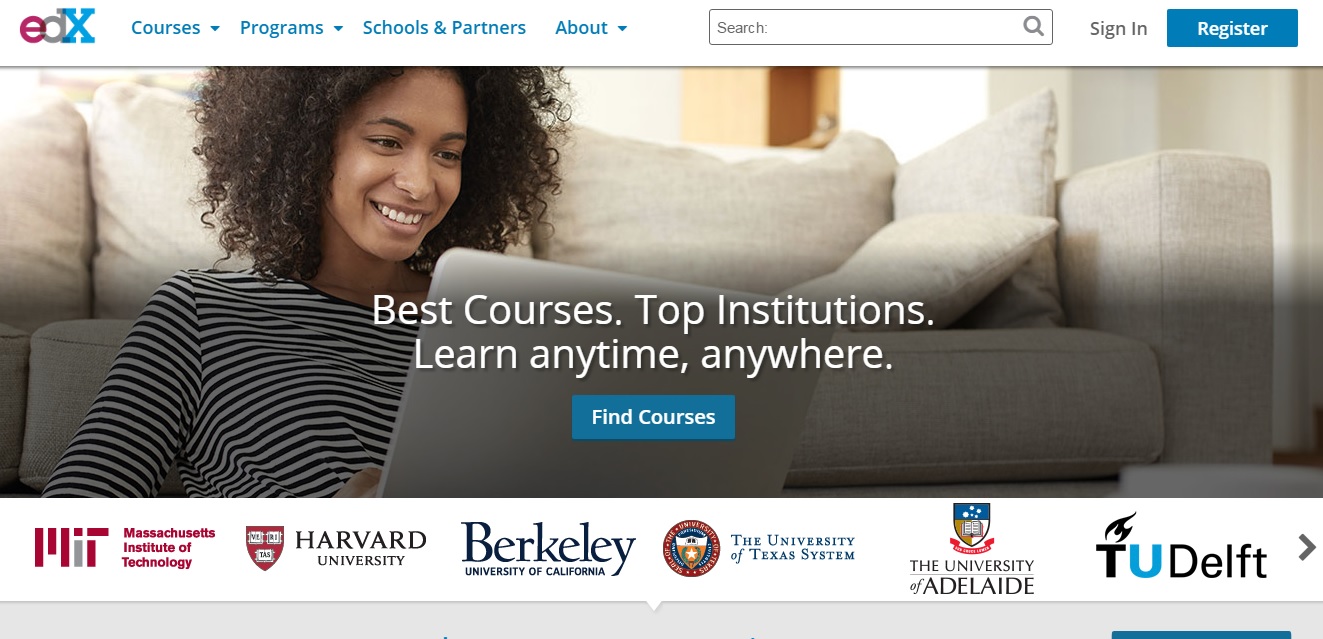 edX
Courses
Programs
Schools & Partners
About
Search:
Sign In
Register
Best Courses. Top Institutions.
Learn anytime, anywhere.
Find Courses
MIT
Massachusetts
Institute of
Technology
VE RI
TAS
HARVARD
UNIVERSITY
Berkeley
UNIVERSITY OF CALIFORNIA
THE UNIVERSITY
of TEXAS SYSTEM
THE UNIVERSITY
of ADELAIDE
TUDelft